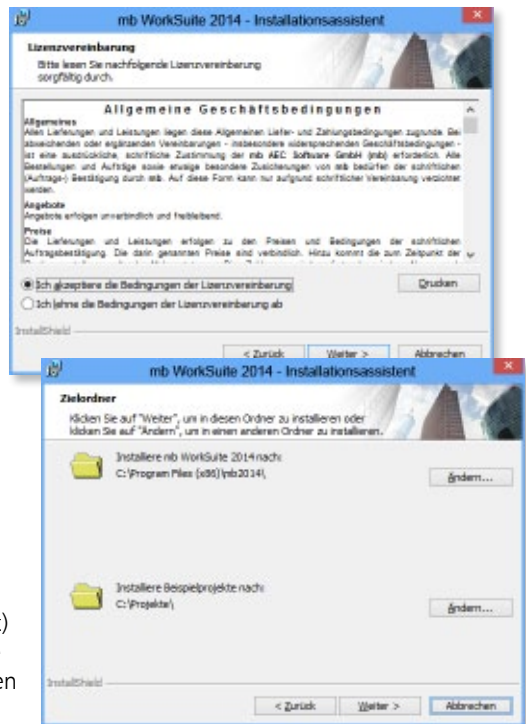 mb WorkSuite 2014 - Installationsassistent
Lizenzvereinbarung
Bitte lesen Sie nachfolgende Lizenzvereinbarung
sorgfältig durch.
Allgemeine Geschäftsbedingungen
Allgemeines
Allen Lieferungen und Leistungen liegen diese Allgemeinen Liefer- und Zahlungsbedingungen zugrunde. Bei
abweichenden oder ergänzenden Vereinbarungen - insbesondere widersprechenden Geschäftsbedingungen -
ist eine ausdrückliche, schriftliche Zustimmung der mb AEC Software GmbH (mb) erforderlich. Alle
Bestellungen und Aufträge sowie etwaige besondere Zusicherungen von mb bedürfen der schriftlichen
(Auftrags-) Bestätigung durch mb. Auf diese Form kann nur aufgrund schriftlicher Vereinbarung verzichtet
werden.
Angebote
Angebote erfolgen unverbindlich und freibleibend.
Preise
Die Lieferungen und Leistungen erfolgen zu den Preisen und Bedingungen der schriftlichen
Auftragsbestätigung. Die darin genannten Preise sind verbindlich. Hinzu kommt die zum Zeitpunkt der
Ich akzeptiere die Bedingungen der Lizenzvereinbarung
Drucken
Ich lehne die Bedingungen der Lizenzvereinbarung ab
InstallShield
< Zurück Weiter > Abbrechen
mb WorkSuite 2014 - Installationsassistent
Zielordner
Klicken Sie auf "Weiter", um in diesen Ordner zu installieren oder
klicken Sie auf "Ändern", um in einen anderen Ordner zu installieren.
Installiere mb WorkSuite 2014 nach:
C:\Program Files (x86)\mb2014\
Ändern...
Installiere Beispielprojekte nach:
C:\Projekte\
Ändern...
InstallShield
< Zurück Weiter > Abbrechen